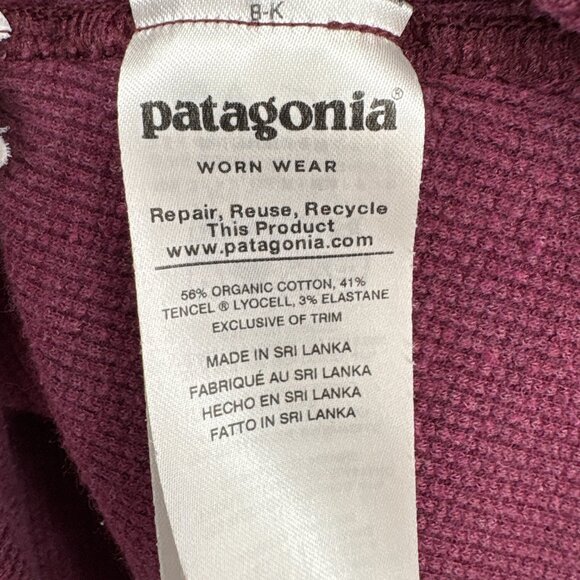 B-K
patagonia®
WORN WEAR
Repair, Reuse, Recycle
This Product
www.patagonia.com
56% ORGANIC COTTON, 41%
TENCEL ® LYOCELL, 3% ELASTANE
EXCLUSIVE OF TRIM
MADE IN SRI LANKA
FABRIQUÉ AU SRI LANKA
HECHO EN SRI LANKA
FATTO IN SRI LANKA